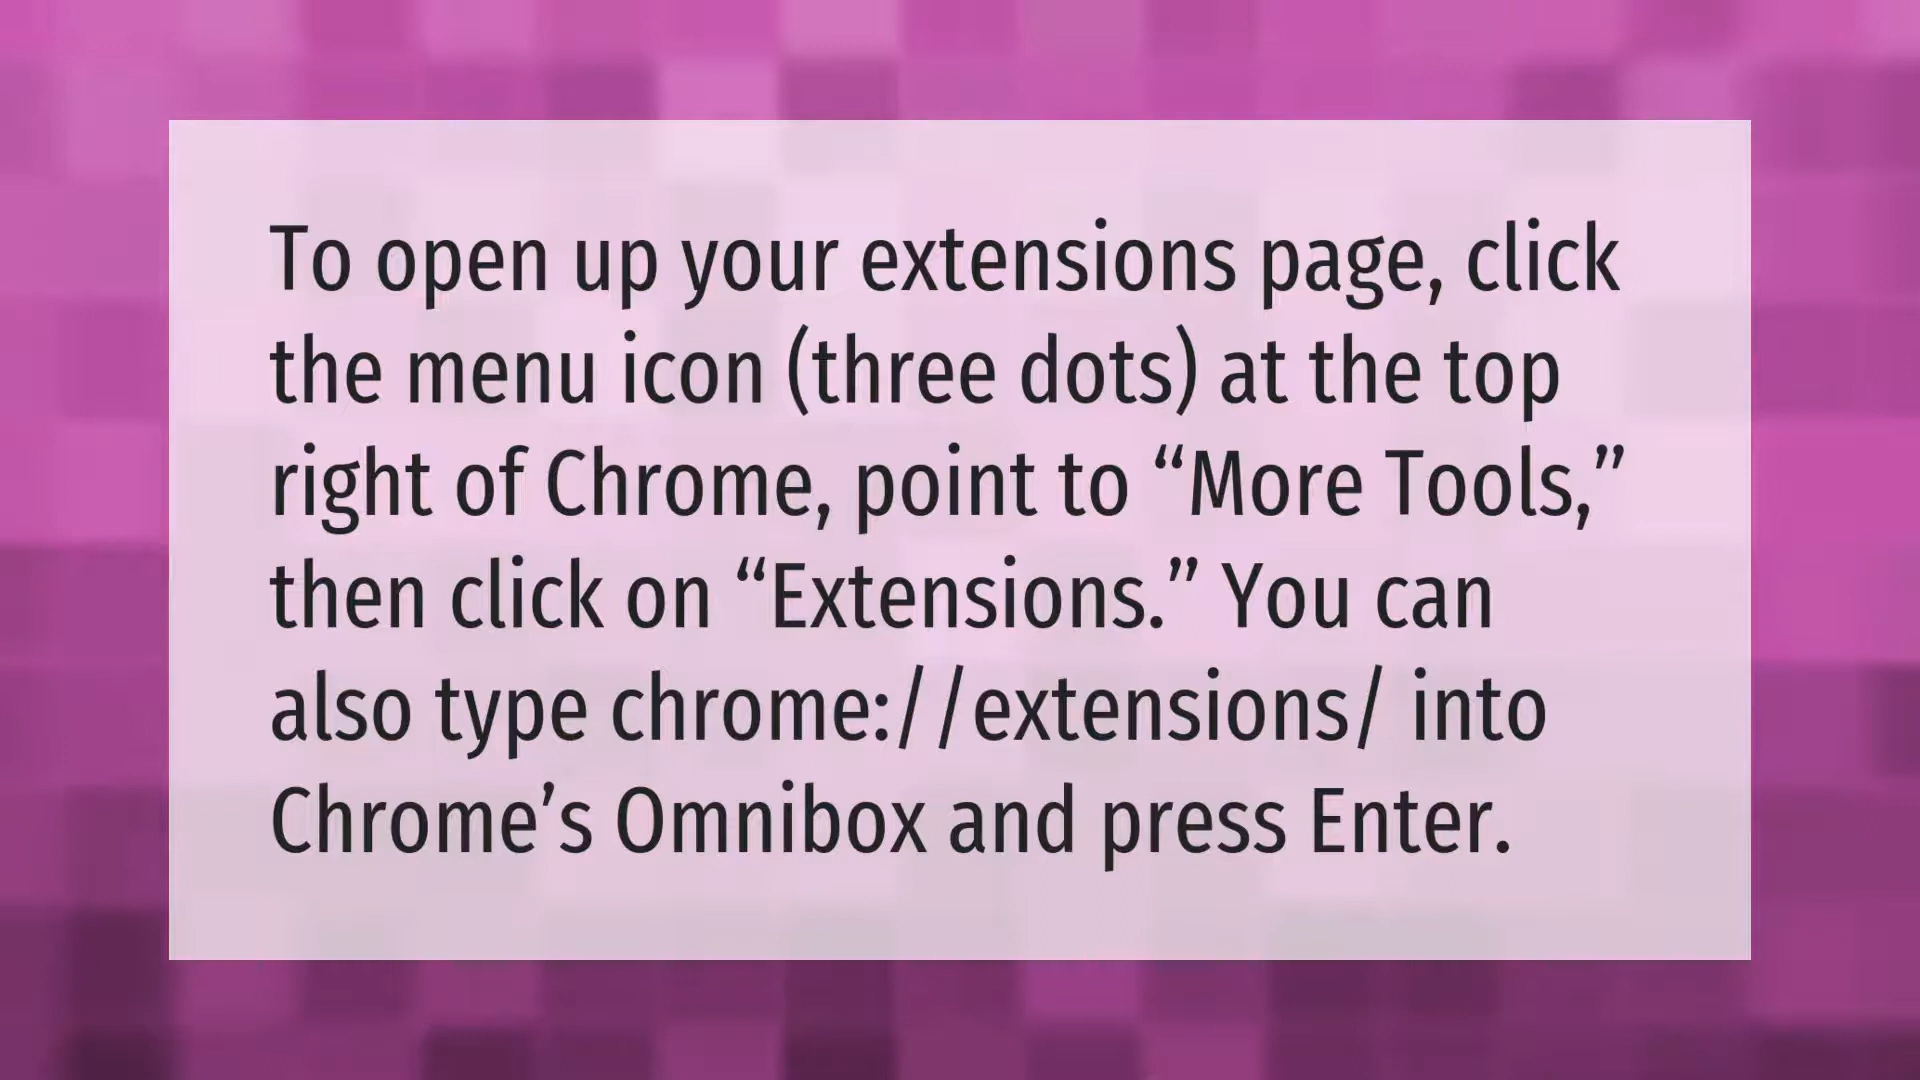 To open up your extensions page, click
the menu icon (three dots) at the top
right of Chrome, point to “More Tools,”
then click on “Extensions.” You can
also type chrome://extensions/ into
Chrome’s Omnibox and press Enter.